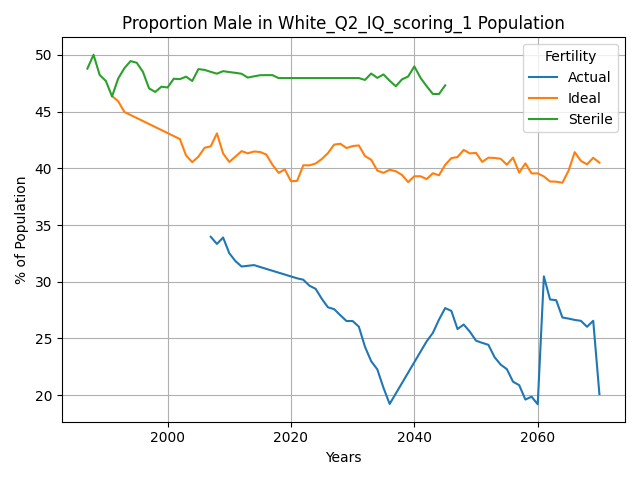 Proportion Male in White_Q2_IQ_scoring_1 Population
Fertility
Actual
Ideal
Sterile
% of Population
50
45
40
35
30
25
20
2000
2020
2040
2060
Years